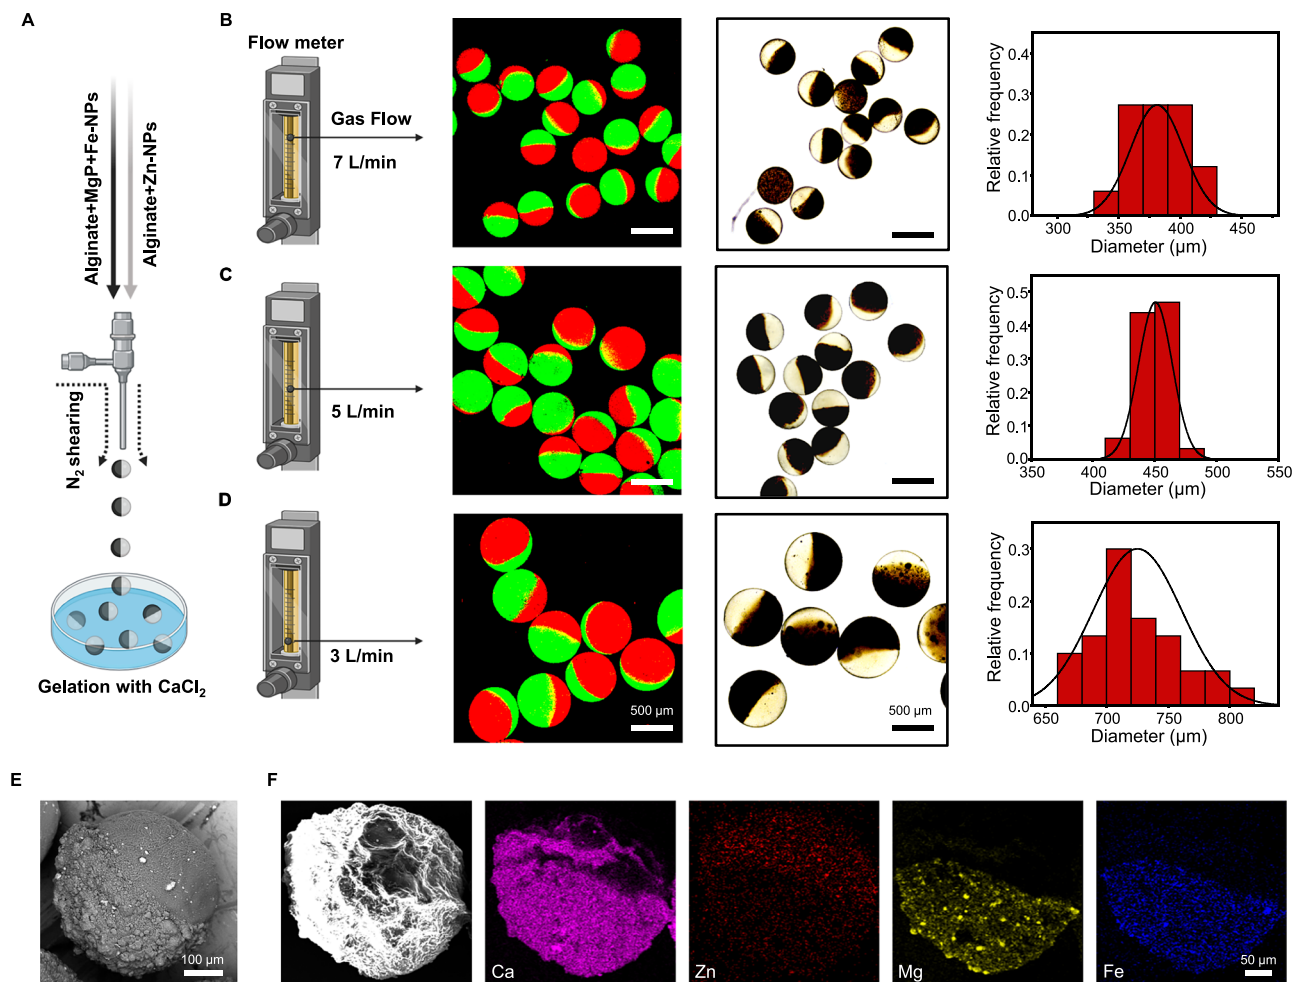 A
Alginate+MgP+Fe-NPs
Alginate+Zn-NPs
N2 shearing
Gelation with CaCl2
B
Flow meter
Gas Flow
7 L/min
Relative frequency
0.4
0.3
0.2
0.1
0.0
300 350 400 450
Diameter (µm)
C
5 L/min
Relative frequency
0.5
0.4
0.3
0.2
0.1
0.0
350 400 450 500 550
Diameter (µm)
D
3 L/min
500 µm
500 µm
Relative frequency
0.3
0.2
0.1
0.0
650 700 750 800
Diameter (µm)
E
100 µm
F
Ca
Zn
Mg
Fe
50 µm